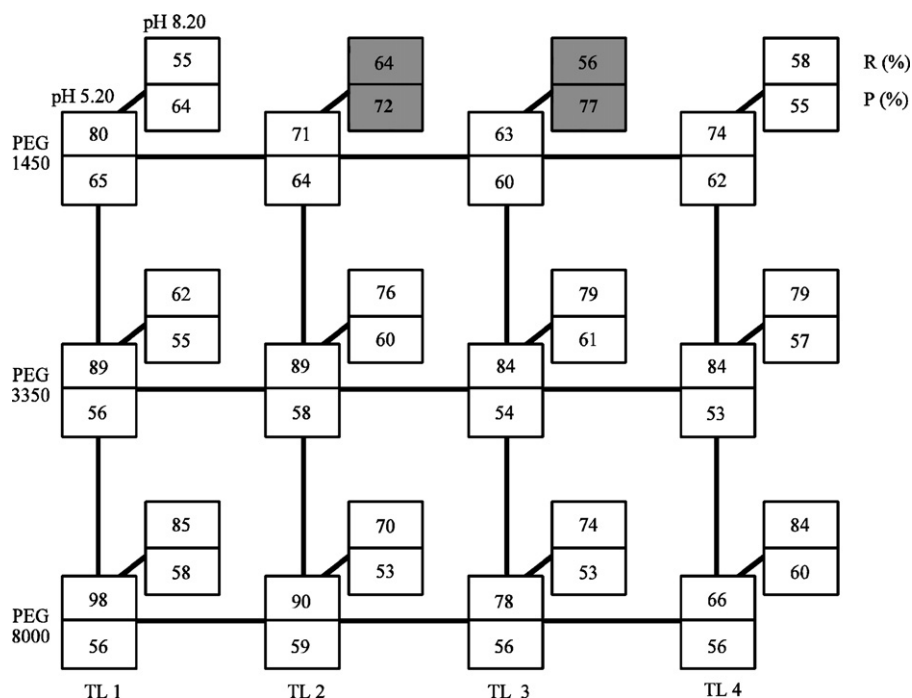 pH 8.20
55 64 56 58 R (%)
64 72 77 55 P (%)
pH 5.20
PEG 1450
80 71 63 74
65 64 60 62
62 76 79 79
55 60 61 57
PEG 3350
89 89 84 84
56 58 54 53
85 70 74 84
58 53 53 60
PEG 8000
98 90 78 66
56 59 56 56
TL 1 TL 2 TL 3 TL 4